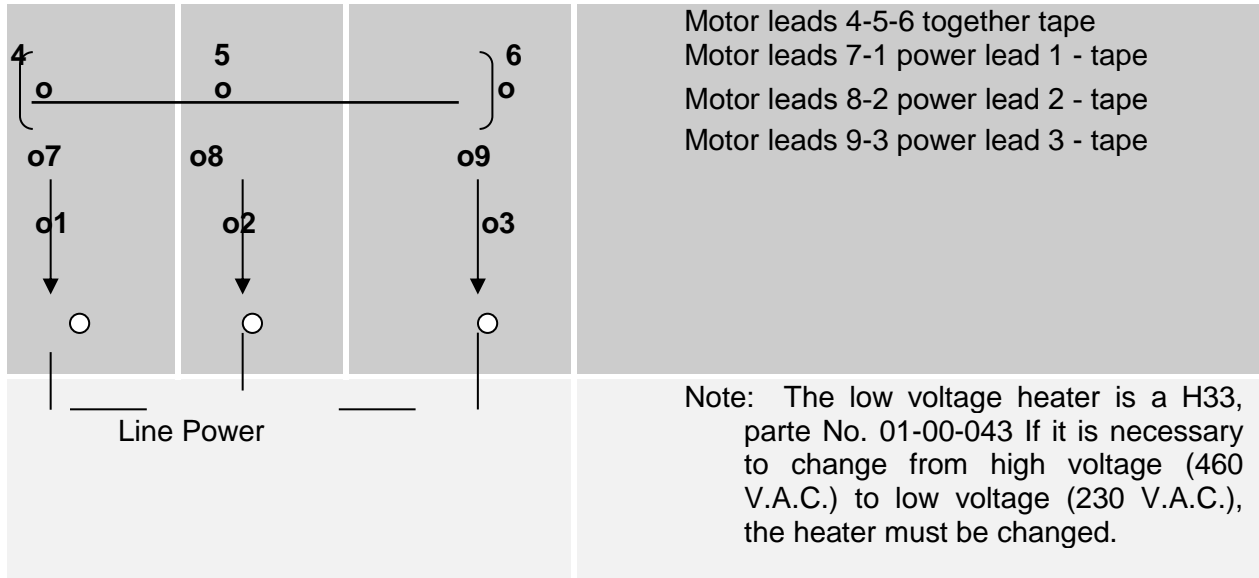 4 5 6
o o o
o7 o8 o9
o1 o2 o3
Line Power
Motor leads 4-5-6 together tape
Motor leads 7-1 power lead 1 - tape
Motor leads 8-2 power lead 2 - tape
Motor leads 9-3 power lead 3 - tape
Note: The low voltage heater is a H33,
parte No. 01-00-043 If it is necessary
to change from high voltage (460
V.A.C.) to low voltage (230 V.A.C.),
the heater must be changed.